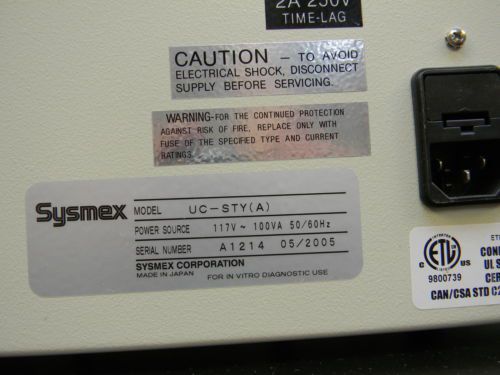 2A 250V
TIME-LAG
CAUTION - TO AVOID
ELECTRICAL SHOCK, DISCONNECT
SUPPLY BEFORE SERVICING.
WARNING-FOR THE CONTINUED PROTECTION
AGAINST RISK OF FIRE, REPLACE ONLY WITH
FUSE OF THE SPECIFIED TYPE AND CURRENT
RATINGS.
Sysmex
MODEL UC-STY(A)
POWER SOURCE 117V~ 100VA 50/60Hz
SERIAL NUMBER A1214 05/2005
SYSMEX CORPORATION
MADE IN JAPAN FOR IN VITRO DIAGNOSTIC USE
ETL
C US
9800739
UL
CAN/CSA STD